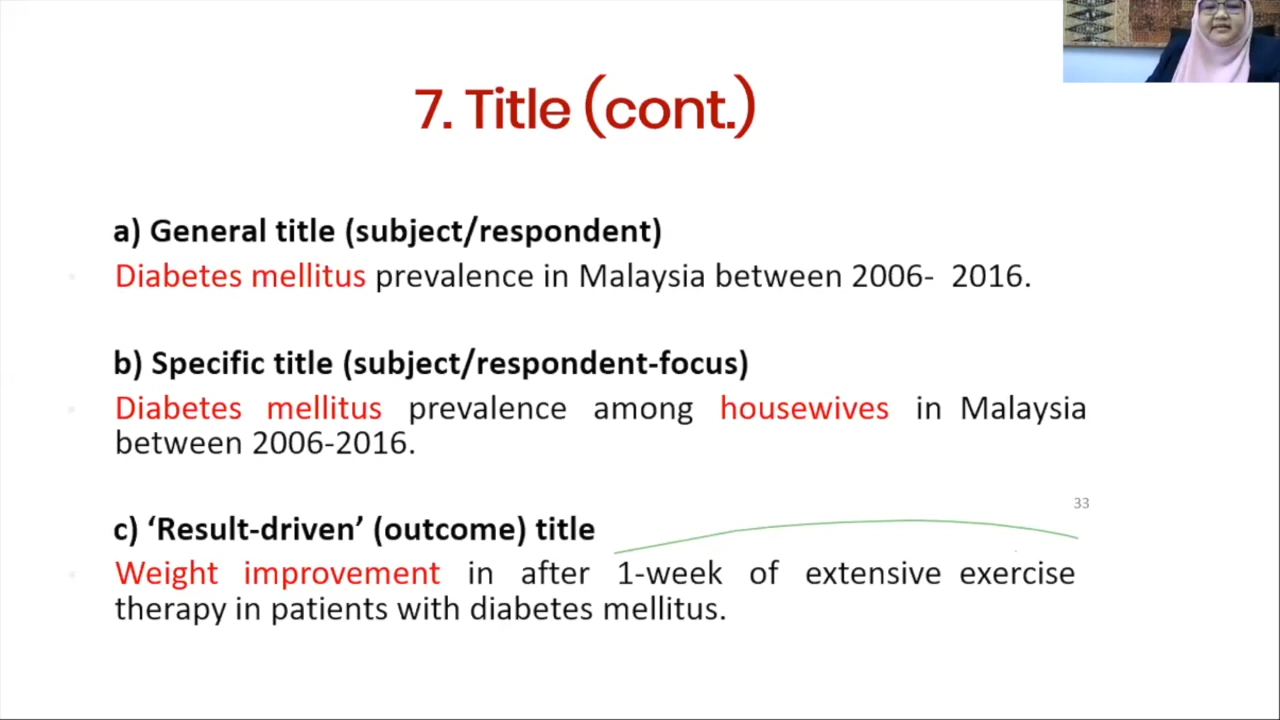 7. Title (cont.)
a) General title (subject/respondent)
Diabetes mellitus prevalence in Malaysia between 2006-  2016.
b) Specific title (subject/respondent-focus)
Diabetes mellitus prevalence among housewives in Malaysia
between 2006-2016.
33
c) ‘Result-driven’ (outcome) title
Weight improvement in after 1-week of extensive exercise
therapy in patients with diabetes mellitus.